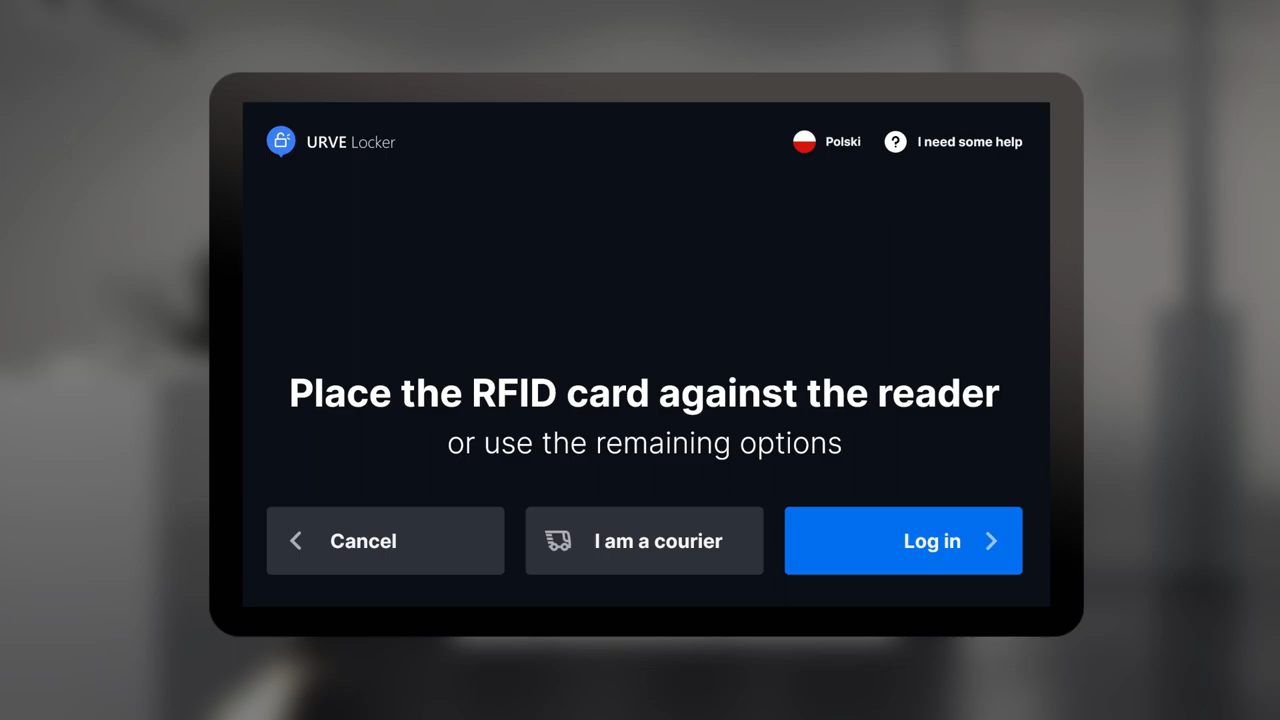 URVE Locker
Polski
I need some help
Place the RFID card against the reader
or use the remaining options
Cancel
I am a courier
Log in